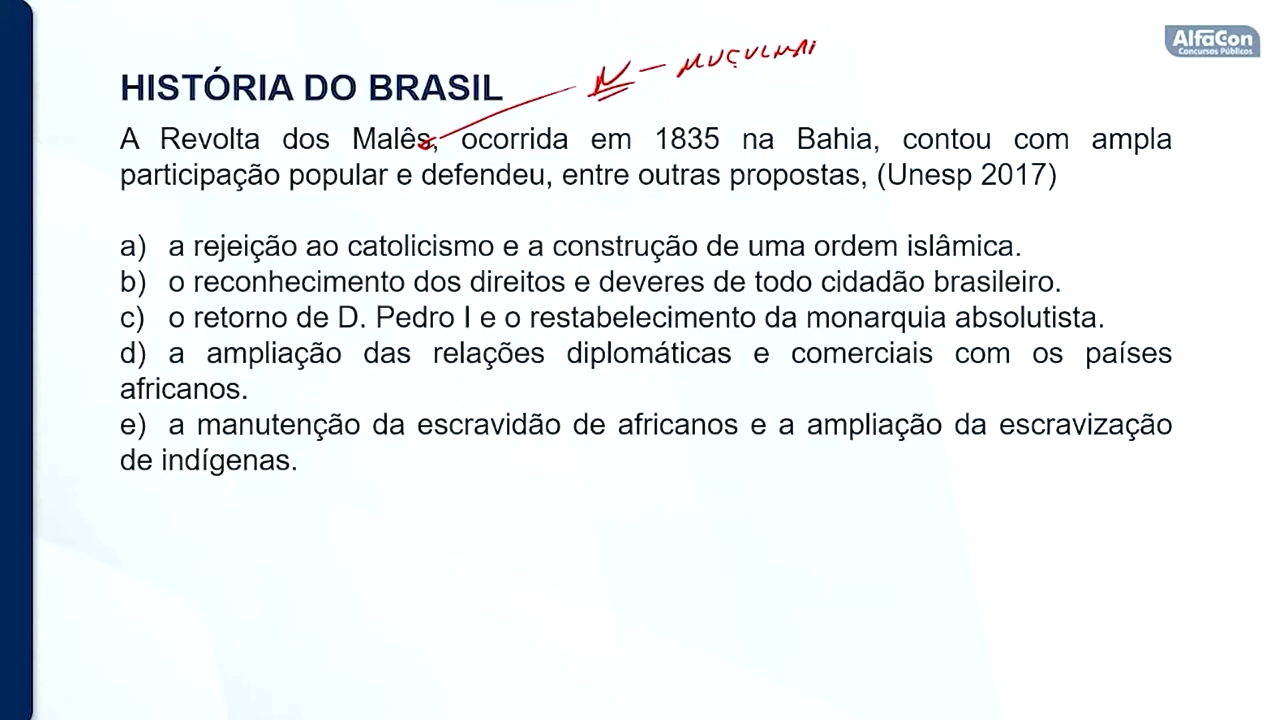 AlfaCon
Concursos Públicos
HISTÓRIA DO BRASIL
A Revolta dos Malês, ocorrida em 1835 na Bahia, contou com ampla
participação popular e defendeu, entre outras propostas, (Unesp 2017)
a) a rejeição ao catolicismo e a construção de uma ordem islâmica.
b) o reconhecimento dos direitos e deveres de todo cidadão brasileiro.
c) o retorno de D. Pedro I e o restabelecimento da monarquia absolutista.
d) a ampliação das relações diplomáticas e comerciais com os países
africanos.
e) a manutenção da escravidão de africanos e a ampliação da escravização
de indígenas.